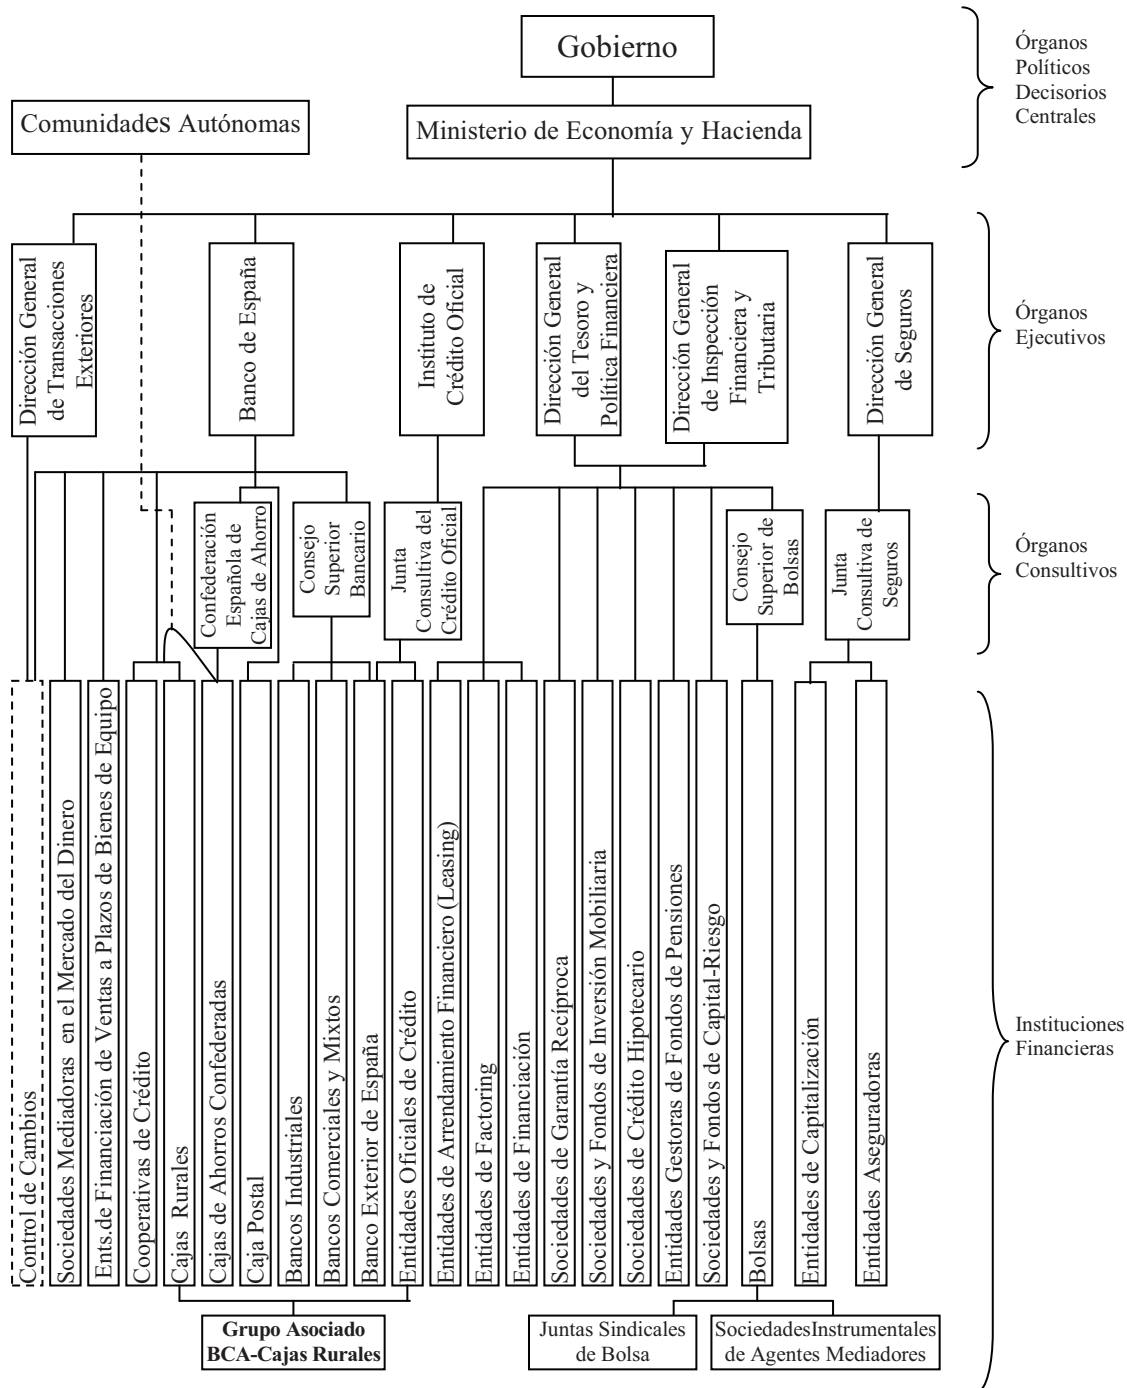 Gobierno
Órganos
Políticos
Decisorios
Centrales
Comunidades Autónomas
Ministerio de Economía y Hacienda
Dirección General
de Transacciones
Exteriores
Banco de España
Instituto de
Crédito Oficial
Dirección General
del Tesoro y
Política Financiera
Dirección General
de Inspección
Financiera y
Tributaria
Dirección General
de Seguros
Órganos
Ejecutivos
Confederación
Española de
Cajas de Ahorro
Consejo
Superior
Bancario
Junta
Consultiva del
Crédito Oficial
Consejo
Superior de
Bolsas
Junta
Consultiva de
Seguros
Órganos
Consultivos
Control de Cambios
Sociedades Mediadoras en el Mercado del Dinero
Ents.de Financiación de Ventas a Plazos de Bienes de Equipo
Cooperativas de Crédito
Cajas Rurales
Cajas de Ahorros Confederadas
Caja Postal
Bancos Industriales
Bancos Comerciales y Mixtos
Banco Exterior de España
Entidades Oficiales de Crédito
Entidades de Arrendamiento Financiero (Leasing)
Entidades de Factoring
Entidades de Financiación
Sociedades de Garantía Recíproca
Sociedades y Fondos de Inversión Mobiliaria
Sociedades de Crédito Hipotecario
Entidades Gestoras de Fondos de Pensiones
Sociedades y Fondos de Capital-Riesgo
Bolsas
Entidades de Capitalización
Entidades Aseguradoras
Instituciones
Financieras
Grupo Asociado
BCA-Cajas Rurales
Juntas Sindicales
de Bolsa
SociedadesInstrumentales
de Agentes Mediadores